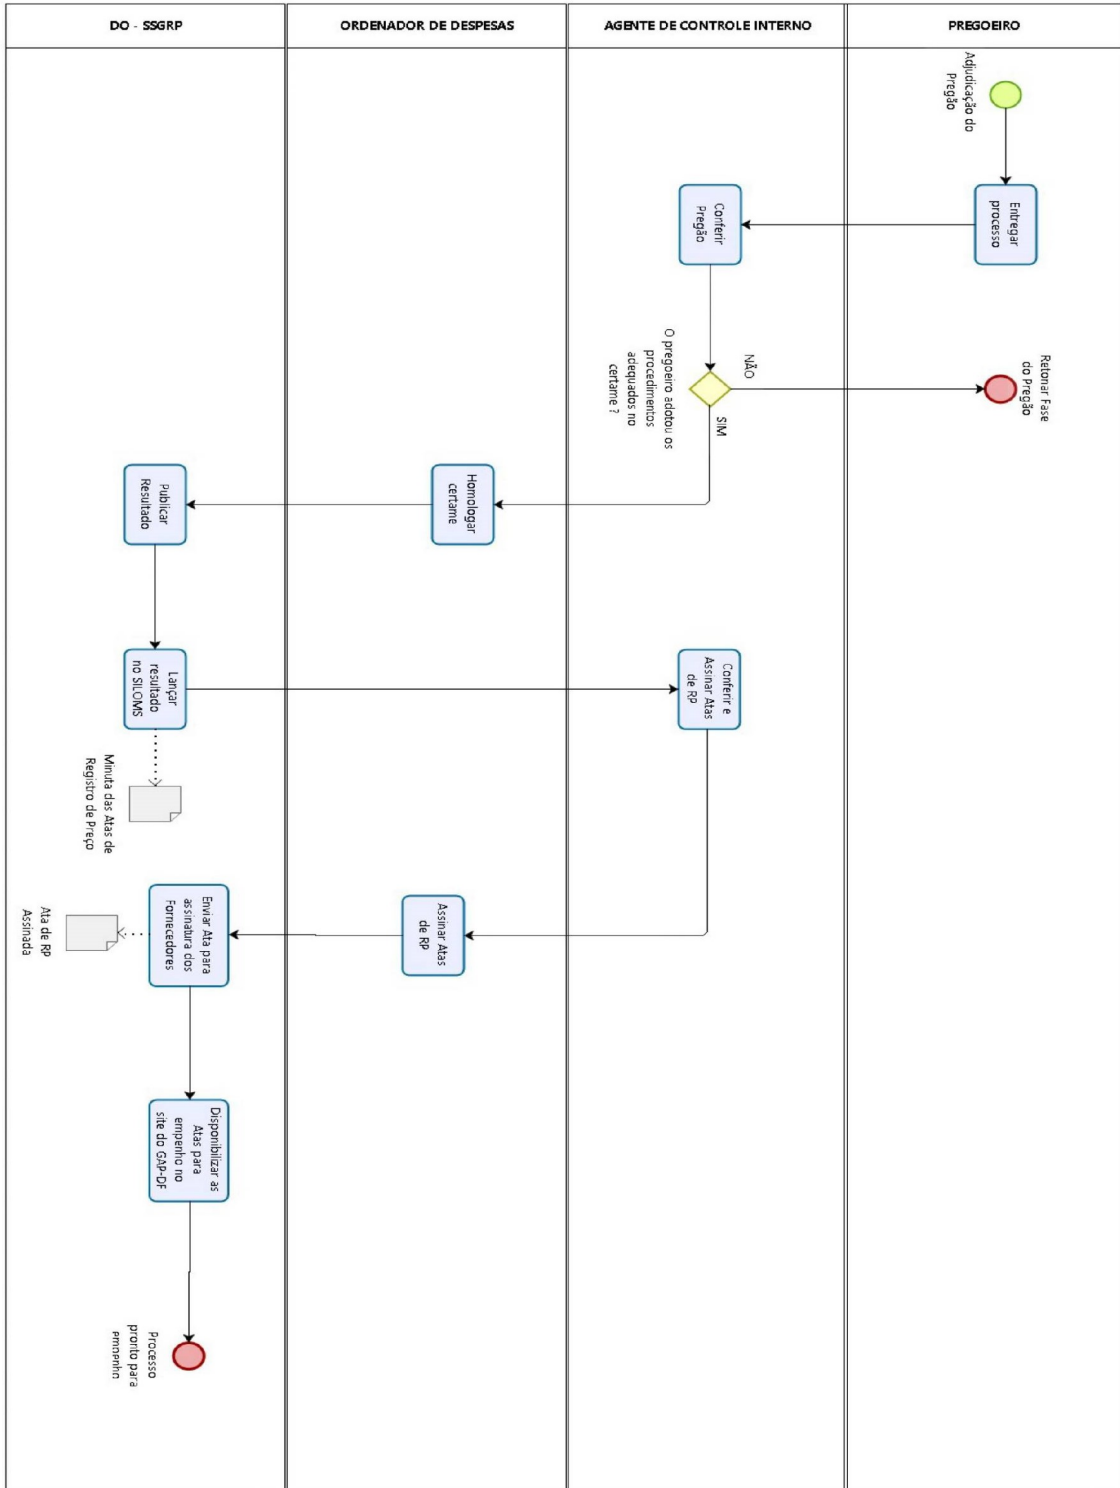 DO - SSGRP
ORDENADOR DE DESPESAS
AGENTE DE CONTROLE INTERNO
PREGOEIRO
Adjudicação do
Pregão
Entregar
processo
Conferir
Pregão
O pregoeiro adotou os
procedimentos
adequados no
certame ?
NÃO
SIM
Retonar Fase
do Pregão
Homologar
certame
Publicar
Resultado
Lançar
resultado
no SILOMS
Minuta das Atas de
Registro de Preço
Conferir e
Assinar Atas
de RP
Assinar Atas
de RP
Enviar Ata para
assinatura dos
Fornecedores
Ata de RP
Assinada
Disponibilizar as
Atas para
empenho no
site do GAP-DF
Processo
pronto para
empenho